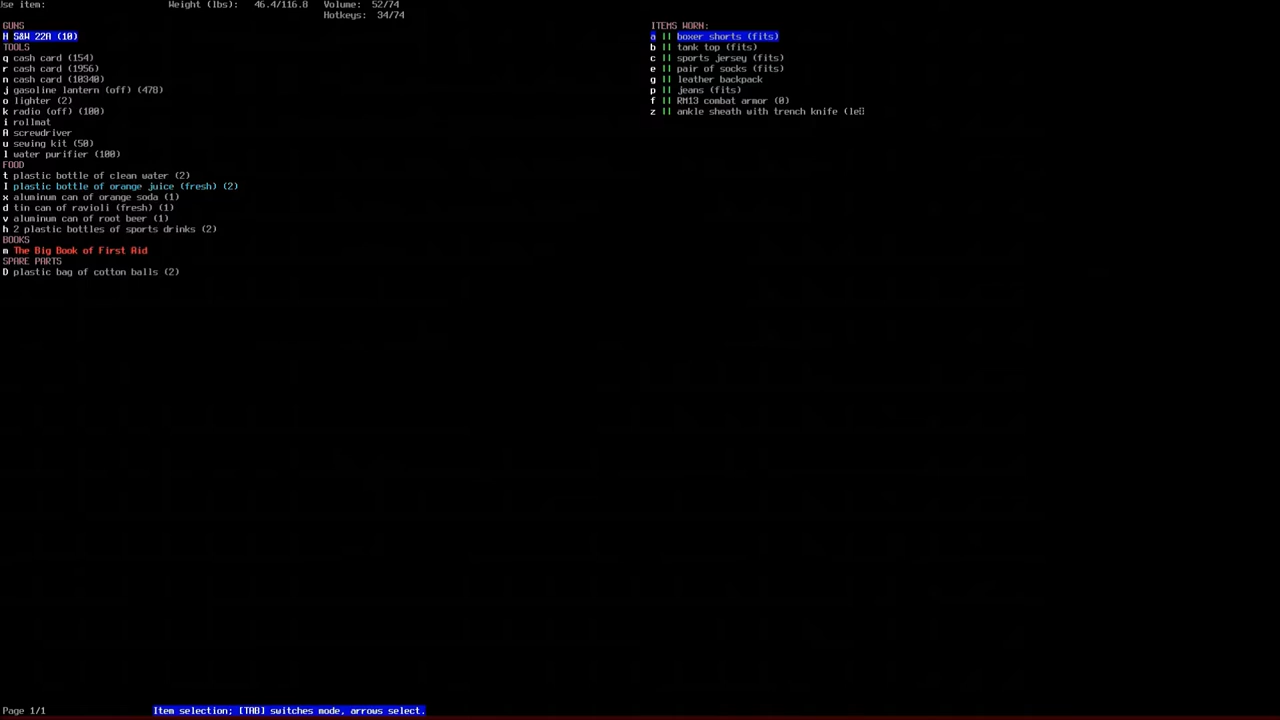 Use item: Weight (lbs): 46.4/116.8 Volume: 52/74
Hotkeys: 34/74
GUNS
H S&W 22A (10)
TOOLS
q cash card (154)
r cash card (1956)
n cash card (10340)
j gasoline lantern (off) (478)
o lighter (2)
k radio (off) (100)
i rollmat
A screwdriver
u sewing kit (50)
l water purifier (100)
FOOD
t plastic bottle of clean water (2)
I plastic bottle of orange juice (fresh) (2)
x aluminum can of orange soda (1)
d tin can of ravioli (fresh) (1)
v aluminum can of root beer (1)
h 2 plastic bottles of sports drinks (2)
BOOKS
m The Big Book of First Aid
SPARE PARTS
D plastic bag of cotton balls (2)
ITEMS WORN:
a || boxer shorts (fits)
b || tank top (fits)
c || sports jersey (fits)
e || pair of socks (fits)
g || leather backpack
p || jeans (fits)
f || RM13 combat armor (0)
z || ankle sheath with trench knife (le
Page 1/1 Item selection; [TAB] switches mode, arrows select.